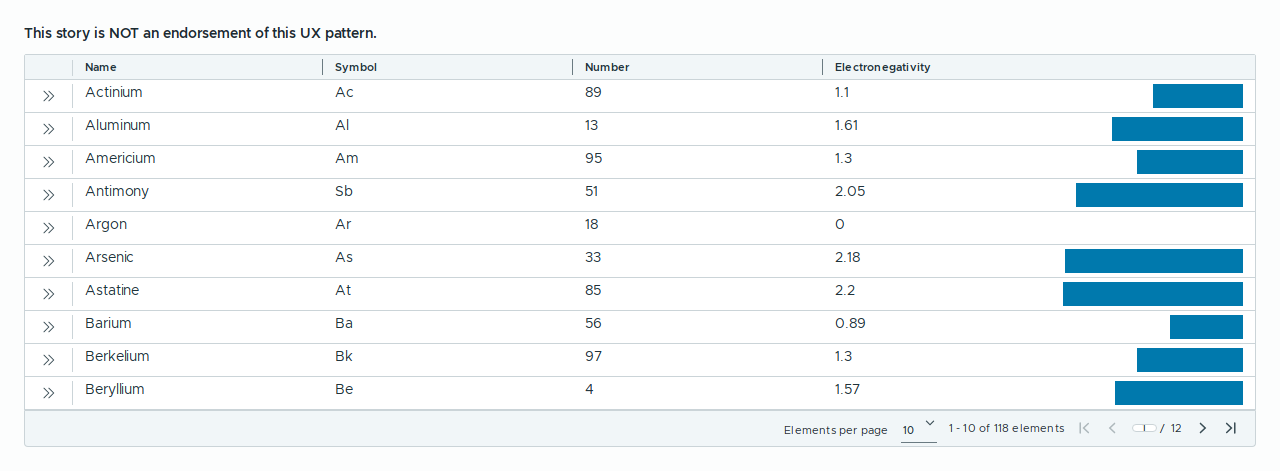 This story is NOT an endorsement of this UX pattern.
Name Symbol Number Electronegativity
Actinium Ac 89 1.1
Aluminum Al 13 1.61
Americium Am 95 1.3
Antimony Sb 51 2.05
Argon Ar 18 0
Arsenic As 33 2.18
Astatine At 85 2.2
Barium Ba 56 0.89
Berkelium Bk 97 1.3
Beryllium Be 4 1.57
Elements per page 10 1 - 10 of 118 elements 1 / 12